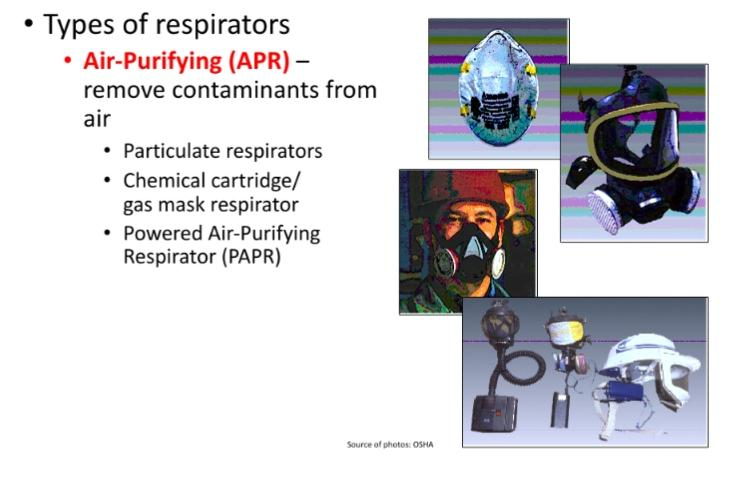 • Types of respirators
• Air-Purifying (APR) –
remove contaminants from
air
• Particulate respirators
• Chemical cartridge/
gas mask respirator
• Powered Air-Purifying
Respirator (PAPR)
Source of photos: OSHA